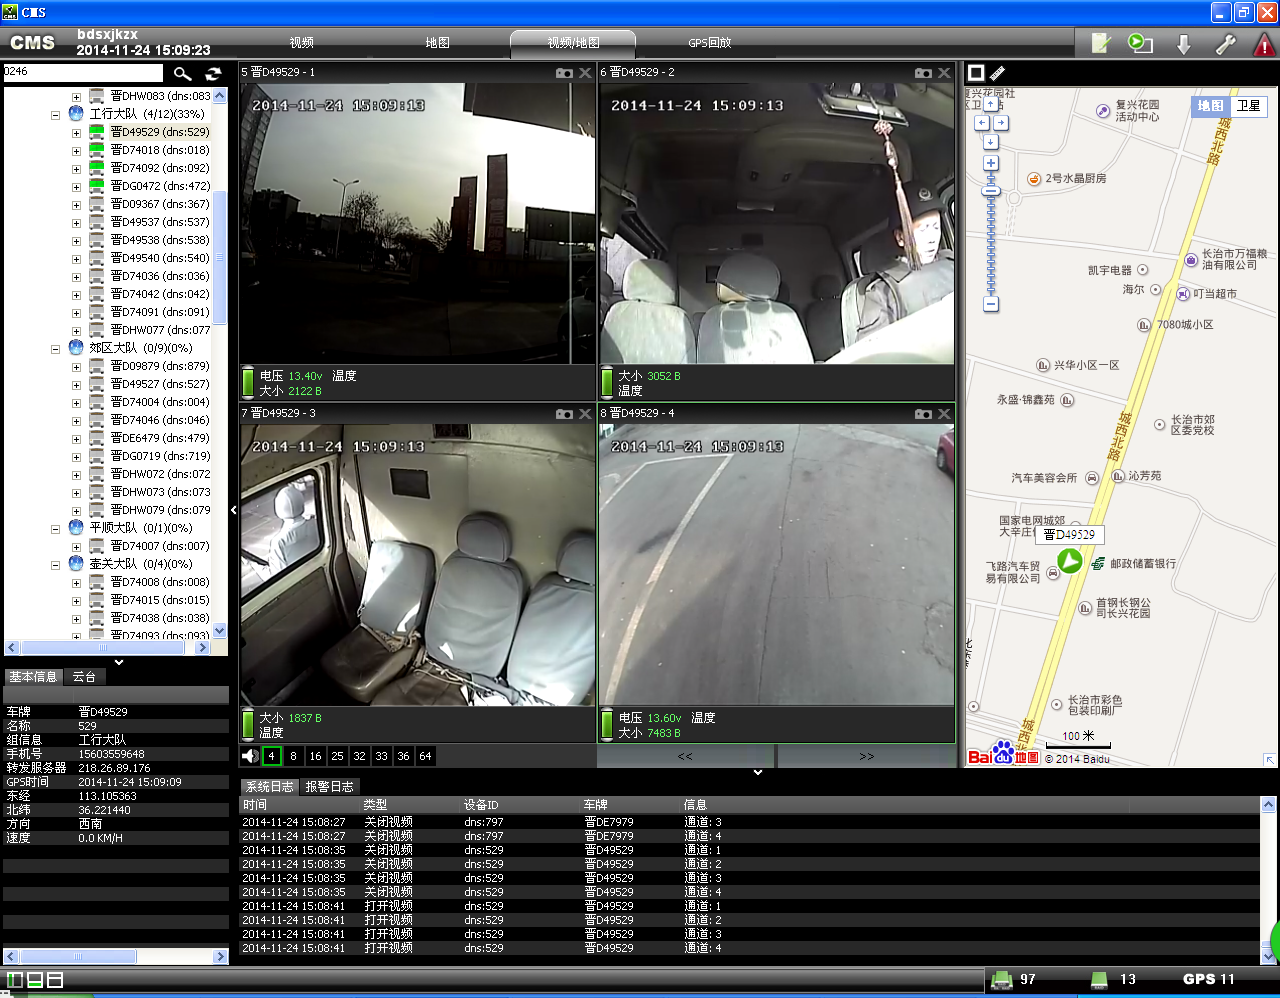 CMS
CMS
bdsxjkzx
2014-11-24 15:09:23
视频
地图
视频/地图
GPS回放
0246
晋DHW083 (dns:083
工行大队 (4/12)(33%)
晋D49529 (dns:529)
晋D74018 (dns:018)
晋D74092 (dns:092)
晋DG0472 (dns:472)
晋D09367 (dns:367)
晋D49537 (dns:537)
晋D49538 (dns:538)
晋D49540 (dns:540)
晋D74036 (dns:036)
晋D74042 (dns:042)
晋D74091 (dns:091)
晋DHW077 (dns:077
郊区大队 (0/9)(0%)
晋D09879 (dns:879)
晋D49527 (dns:527)
晋D74004 (dns:004)
晋D74046 (dns:046)
晋DE6479 (dns:479)
晋DG0719 (dns:719)
晋DHW072 (dns:072
晋DHW073 (dns:073
晋DHW079 (dns:079
平顺大队 (0/1)(0%)
晋D74007 (dns:007)
壶关大队 (0/4)(0%)
晋D74008 (dns:008)
晋D74015 (dns:015)
晋D74038 (dns:038)
晋D74093 (dns:093)
基本信息
云台
车牌 晋D49529
名称 529
组信息 工行大队
手机号 15603559648
转发服务器 218.26.89.176
GPS时间 2014-11-24 15:09:09
东经 113.105363
北纬 36.221440
方向 西南
速度 0.0 KM/H
5 晋D49529 - 1
2014-11-24 15:09:13
售后服务
电压 13.40v 温度
大小 2122 B
6 晋D49529 - 2
2014-11-24 15:09:13
大小 3052 B
温度
7 晋D49529 - 3
2014-11-24 15:09:13
大小 1837 B
温度
8 晋D49529 - 4
2014-11-24 15:09:13
电压 13.60v 温度
大小 7483 B
4 8 16 25 32 33 36 64
<<
>>
复兴花园社
区卫 站
复兴花园
活动中心
地图
卫星
城西北路
2号水晶厨房
长治市万福粮
油有限公司
凯宇电器
海尔
叮当超市
7080城小区
兴华小区一区
永盛·锦鑫苑
城西北路
长治市郊
区委党校
汽车美容会所
沁芳苑
国家电网城郊
大辛庄
晋D49529
飞路汽车贸
易有限公司
邮政储蓄银行
首钢长钢公
司长兴花园
长治市彩色
包装印刷厂
城西
100 米
Bai du 地图
© 2014 Baidu
系统日志
报警日志
时间 类型 设备ID 车牌 信息
2014-11-24 15:08:27 关闭视频 dns:797 晋DE7979 通道: 3
2014-11-24 15:08:27 关闭视频 dns:797 晋DE7979 通道: 4
2014-11-24 15:08:35 关闭视频 dns:529 晋D49529 通道: 1
2014-11-24 15:08:35 关闭视频 dns:529 晋D49529 通道: 2
2014-11-24 15:08:35 关闭视频 dns:529 晋D49529 通道: 3
2014-11-24 15:08:35 关闭视频 dns:529 晋D49529 通道: 4
2014-11-24 15:08:41 打开视频 dns:529 晋D49529 通道: 1
2014-11-24 15:08:41 打开视频 dns:529 晋D49529 通道: 2
2014-11-24 15:08:41 打开视频 dns:529 晋D49529 通道: 3
2014-11-24 15:08:41 打开视频 dns:529 晋D49529 通道: 4
97
13
GPS 11